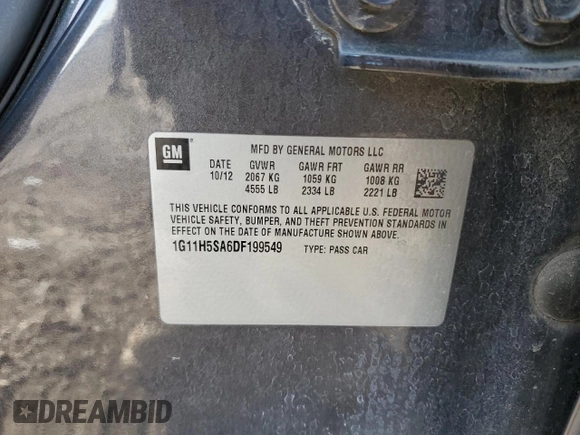 GM
MFD BY GENERAL MOTORS LLC
DATE GVWR GAWR FRT GAWR RR
10/12 2067 KG 1059 KG 1008 KG
4555 LB 2334 LB 2221 LB
THIS VEHICLE CONFORMS TO ALL APPLICABLE U.S. FEDERAL MOTOR
VEHICLE SAFETY, BUMPER, AND THEFT PREVENTION STANDARDS IN
EFFECT ON THE DATE OF MANUFACTURE SHOWN ABOVE.
1G11H5SA6DF199549 TYPE: PASS CAR
DREAMBID